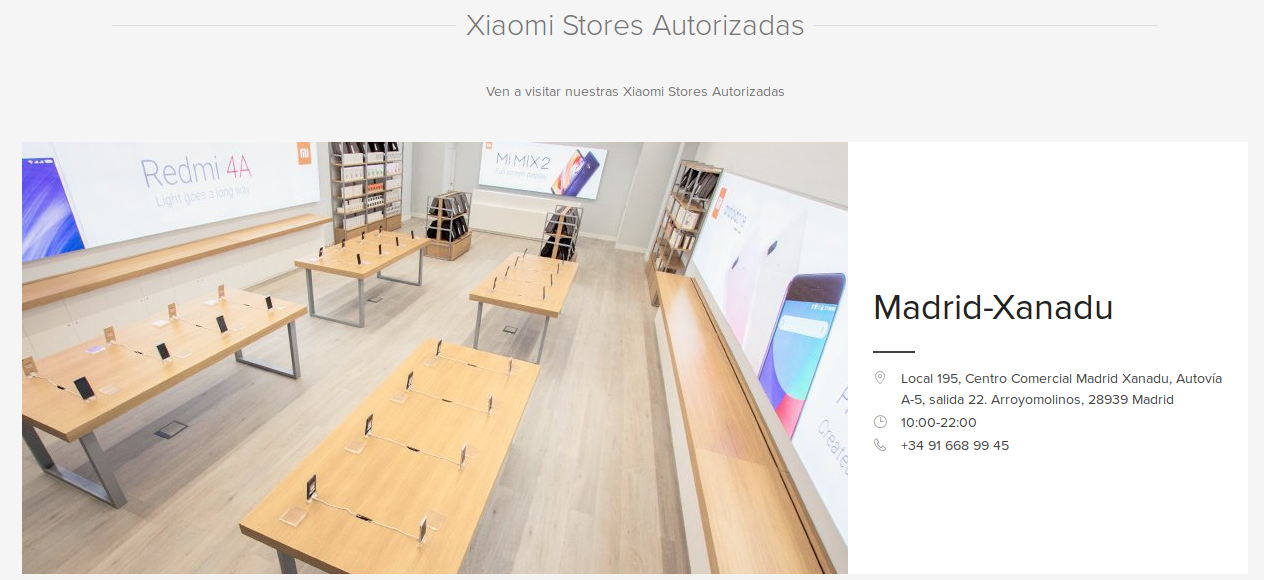 Xiaomi Stores Autorizadas
Ven a visitar nuestras Xiaomi Stores Autorizadas
Redmi 4A
Light goes a long way
MI MIX2
Full screen display
Madrid-Xanadu
Local 195, Centro Comercial Madrid Xanadu, Autovía
A-5, salida 22. Arroyomolinos, 28939 Madrid
10:00-22:00
+34 91 668 99 45